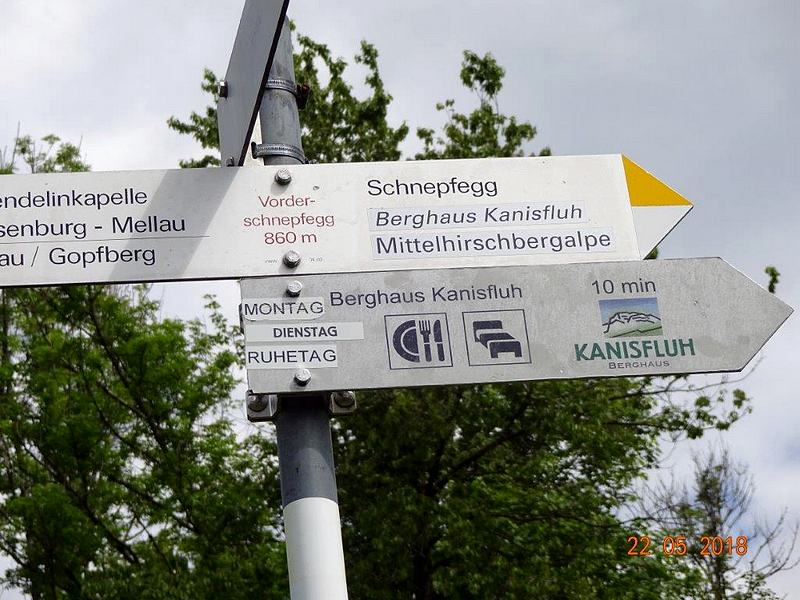 endelinkapelle
senburg - Mellau
au / Gopfberg
Vorder-
schnepfegg
860 m
Schnepfegg
Berghaus Kanisfluh
Mittelhirschbergalpe
MONTAG
DIENSTAG
RUHETAG
Berghaus Kanisfluh
10 min
KANISFLUH
BERGHAUS
22 05 2018